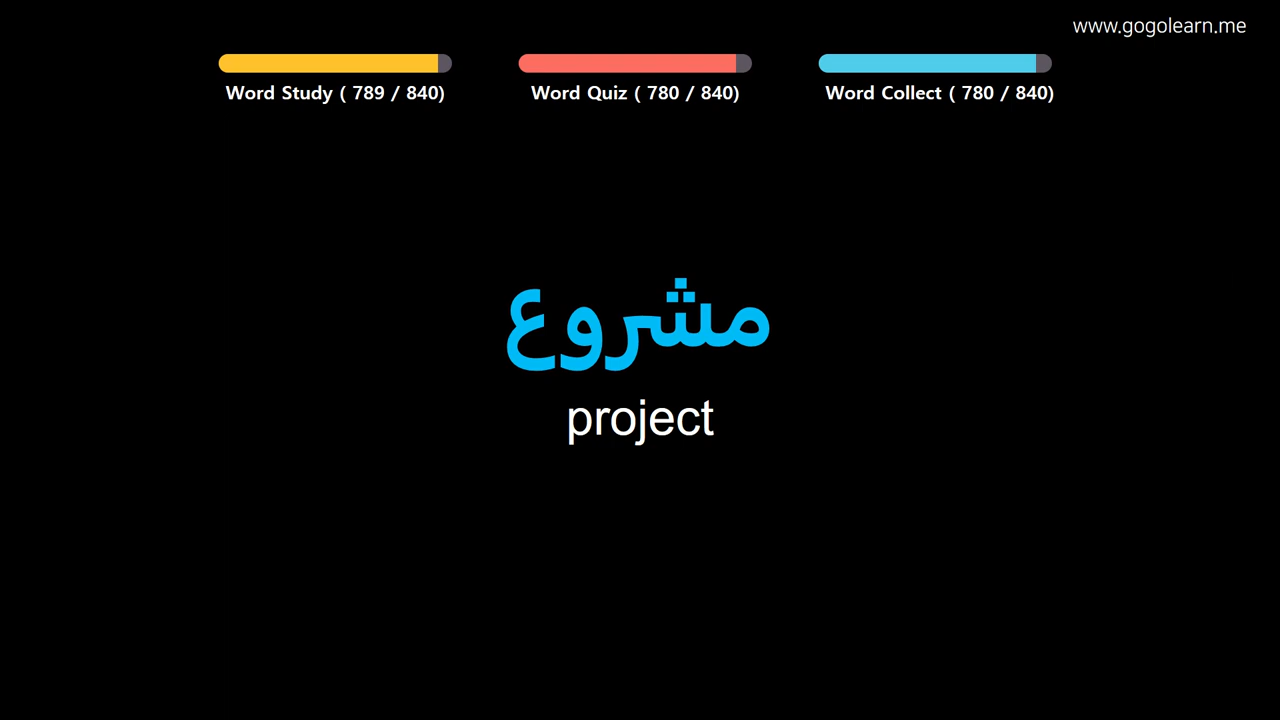 www.gogolearn.me
Word Study ( 789 / 840)
Word Quiz ( 780 / 840)
Word Collect ( 780 / 840)
مشروع
project